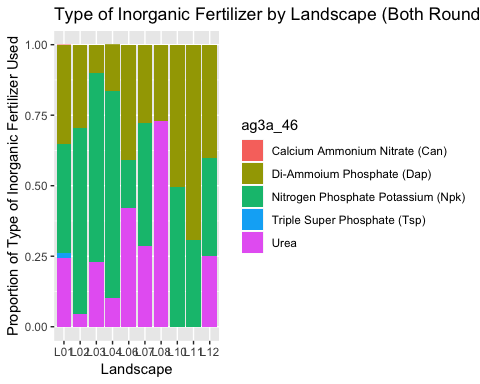 Type of Inorganic Fertilizer by Landscape (Both Round
Proportion of Type of Inorganic Fertilizer Used
1.00
0.75
0.50
0.25
0.00
L01 L02 L03 L04 L06 L07 L08 L10 L11 L12
Landscape
ag3a_46
Calcium Ammonium Nitrate (Can)
Di-Ammoium Phosphate (Dap)
Nitrogen Phosphate Potassium (Npk)
Triple Super Phosphate (Tsp)
Urea